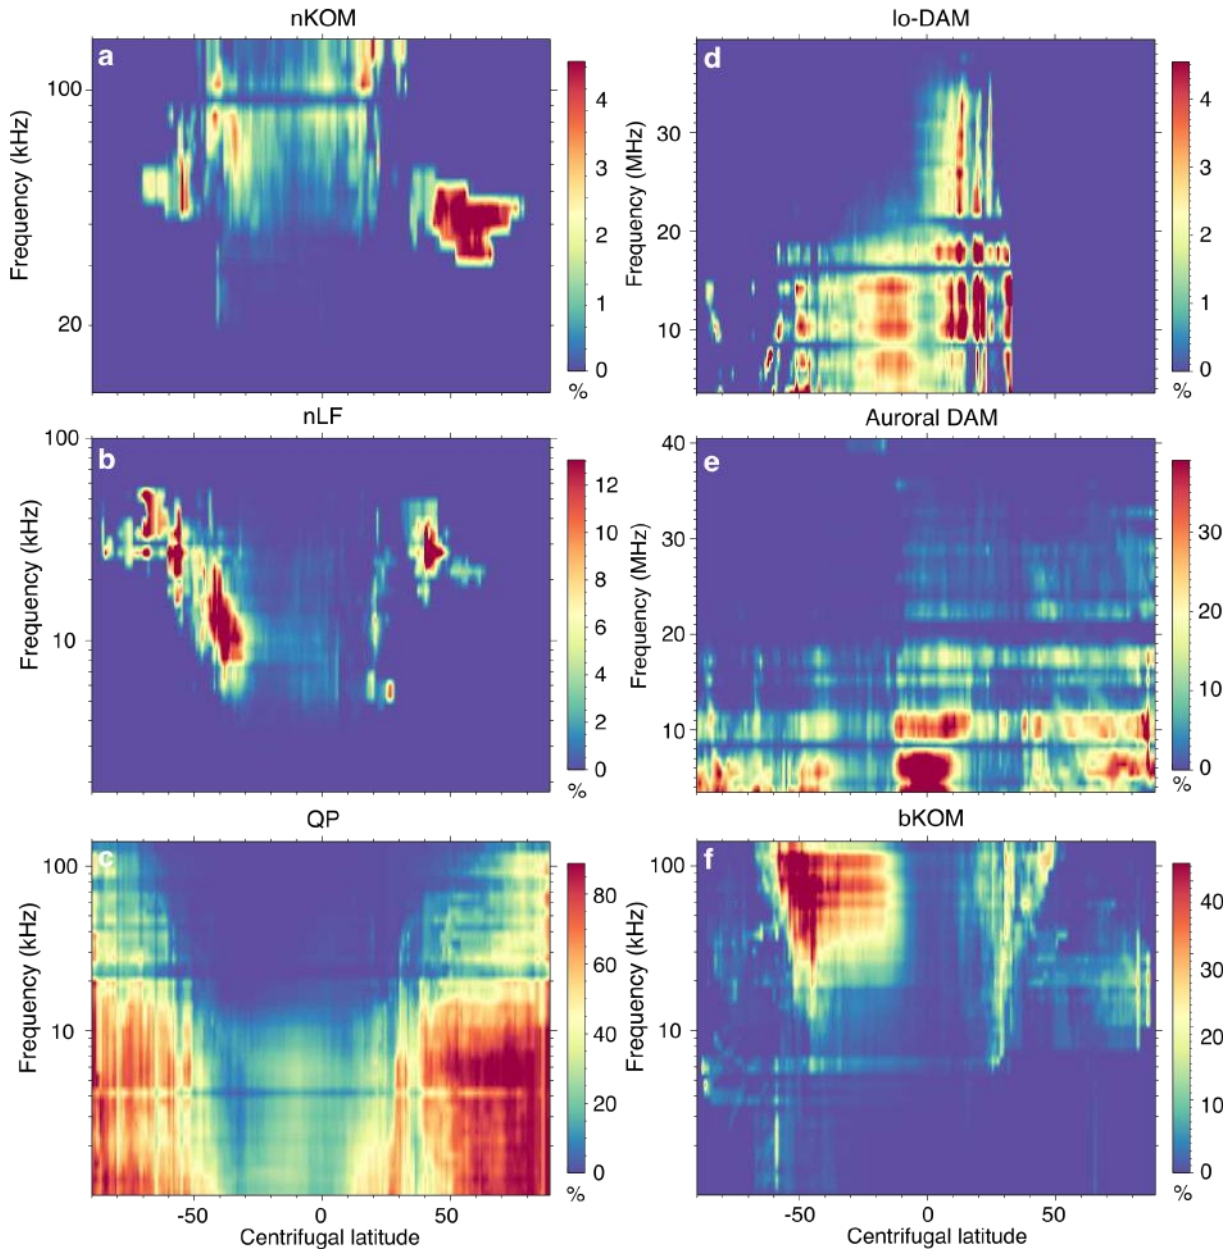 nKOM
a
Frequency (kHz)
100
20
4
3
2
1
0
%
lo-DAM
d
Frequency (MHz)
30
20
10
4
3
2
1
0
%
nLF
b
Frequency (kHz)
100
10
12
10
8
6
4
2
0
%
Auroral DAM
e
Frequency (MHz)
40
30
20
10
30
20
10
0
%
QP
c
Frequency (kHz)
100
10
80
60
40
20
0
%
-50
0
50
Centrifugal latitude
bKOM
f
Frequency (kHz)
100
10
40
30
20
10
0
%
-50
0
50
Centrifugal latitude